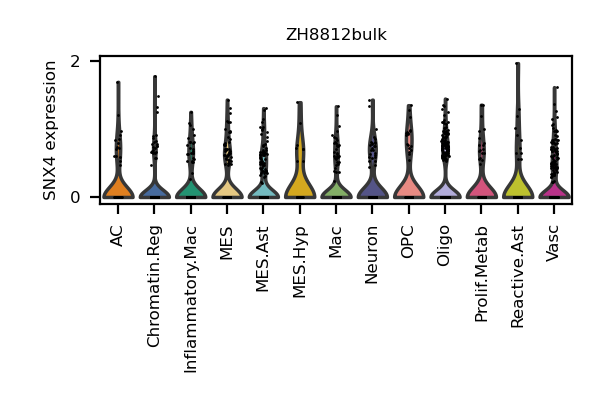 ZH8812bulk
SNX4 expression
2
0
AC
Chromatin.Reg
Inflammatory.Mac
MES
MES.Ast
MES.Hyp
Mac
Neuron
OPC
Oligo
Prolif.Metab
Reactive.Ast
Vasc